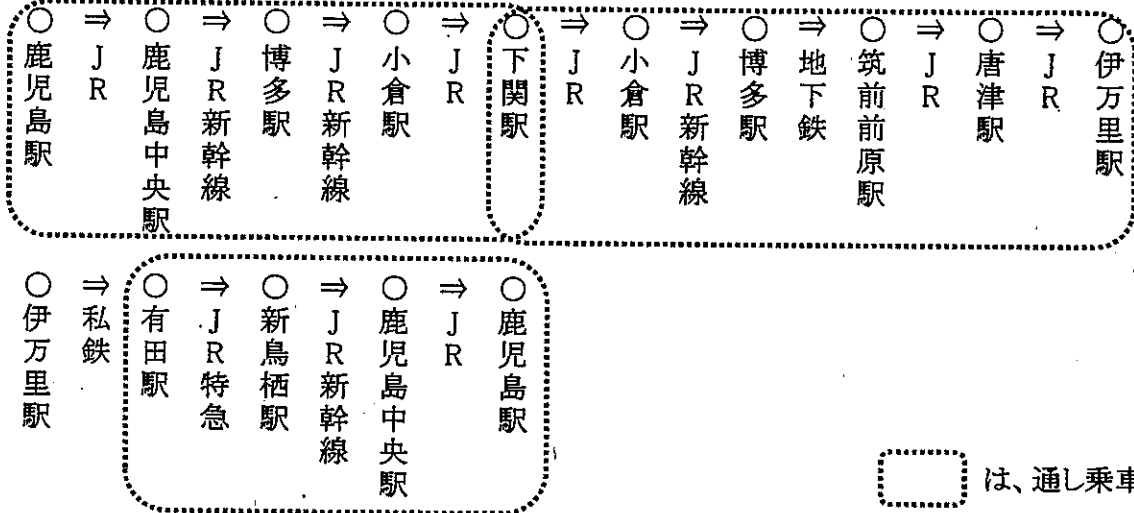 ○鹿児島駅
⇒JR
○鹿児島中央駅
⇒JR新幹線
○博多駅
⇒JR新幹線
○小倉駅
⇒JR
○下関駅
⇒JR
○小倉駅
⇒JR新幹線
○博多駅
⇒地下鉄
○筑前前原駅
⇒JR
○唐津駅
⇒JR
○伊万里駅
○伊万里駅
⇒私鉄
○有田駅
⇒JR特急
○新鳥栖駅
⇒JR新幹線
○鹿児島中央駅
⇒JR
○鹿児島駅
は、通し乗車